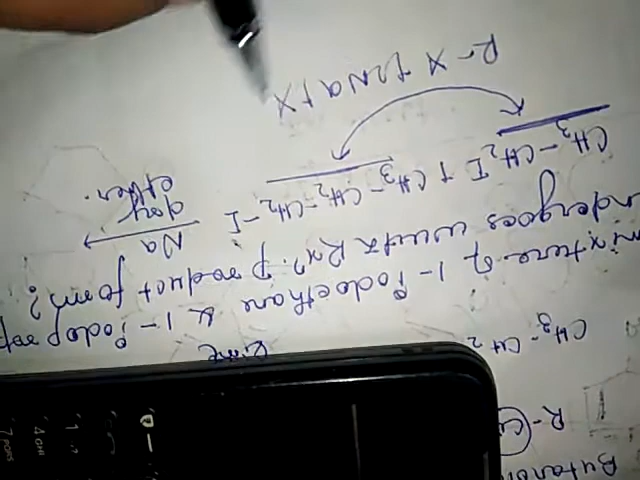 CH3-CH2
mixture of 1-Iodoethane & 1-Iodoprop
undergoes wurtz Rxn? product form?
CH3-CH2 I + CH3-CH2-CH2-I Na
dry ether.
R-X + 2Na + X